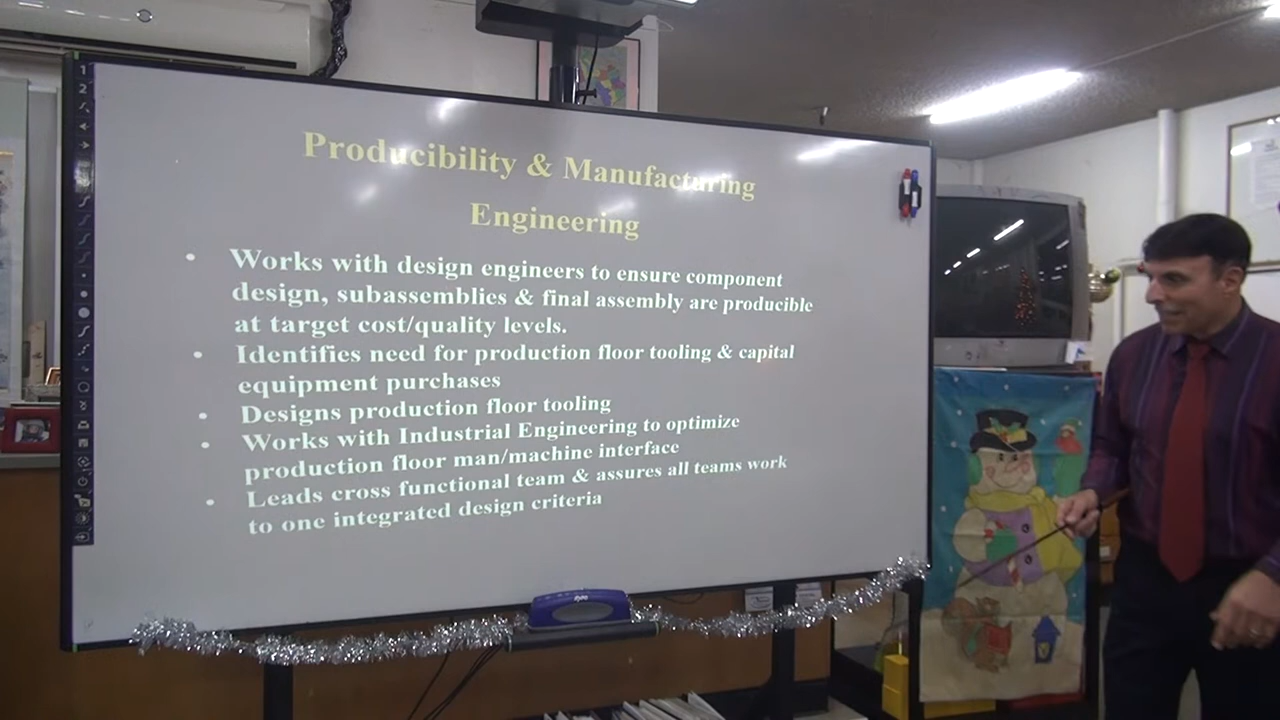 Producibility & Manufacturing
Engineering
• Works with design engineers to ensure component
design, subassemblies & final assembly are producible
at target cost/quality levels.
• Identifies need for production floor tooling & capital
equipment purchases
• Designs production floor tooling
• Works with Industrial Engineering to optimize
production floor man/machine interface
• Leads cross functional team & assures all teams work
to one integrated design criteria
1
2